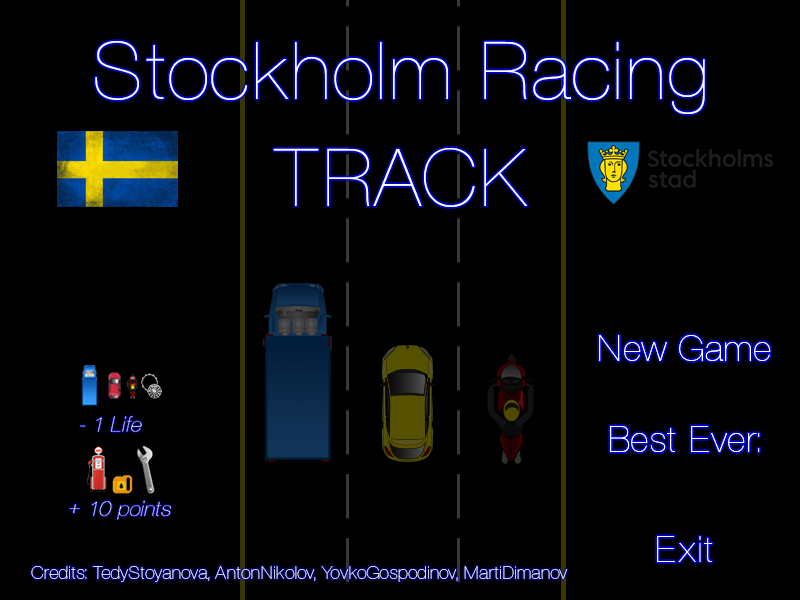 Stockholm Racing
TRACK
Stockholms
stad
New Game
- 1 Life
Best Ever:
+ 10 points
Exit
Credits: TedyStoyanova, AntonNikolov, YovkoGospodinov, MartiDimanov